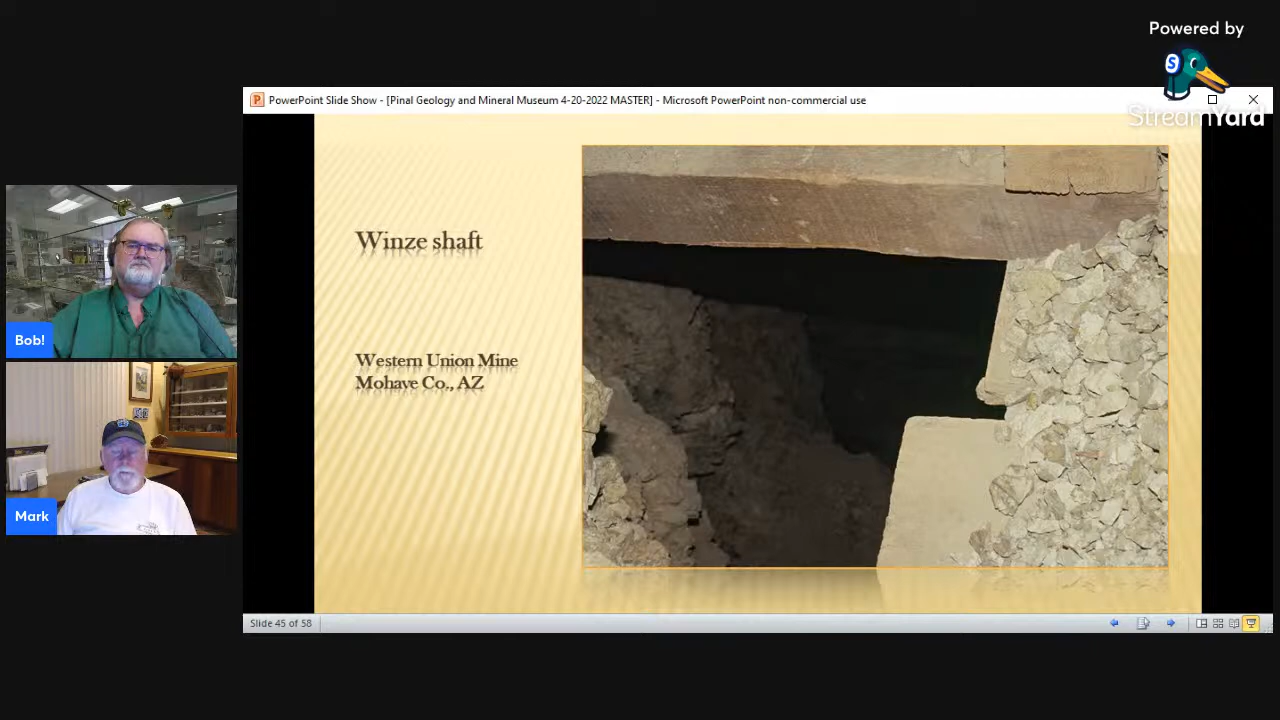 Powered by
S
StreamYard
PowerPoint Slide Show - [Pinal Geology and Mineral Museum 4-20-2022 MASTER] - Microsoft PowerPoint non-commercial use
Winze shaft
Western Union Mine
Mohave Co., AZ
Bob!
Mark
Slide 45 of 58